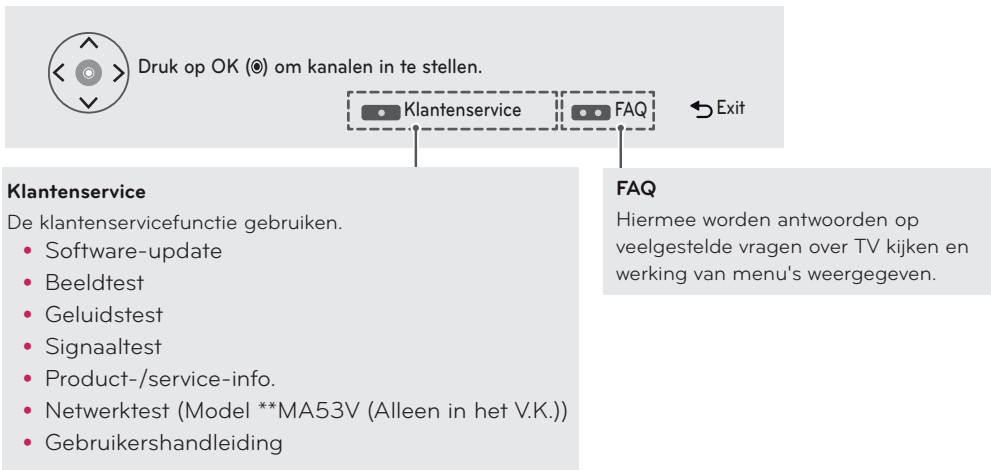 Druk op OK (◉) om kanalen in te stellen.
Klantenservice
FAQ
Exit
Klantenservice
De klantenservicefunctie gebruiken.
• Software-update
• Beeldtest
• Geluidstest
• Signaaltest
• Product-/service-info.
• Netwerktest (Model **MA53V (Alleen in het V.K.))
• Gebruikershandleiding
FAQ
Hiermee worden antwoorden op
veelgestelde vragen over TV kijken en
werking van menu's weergegeven.